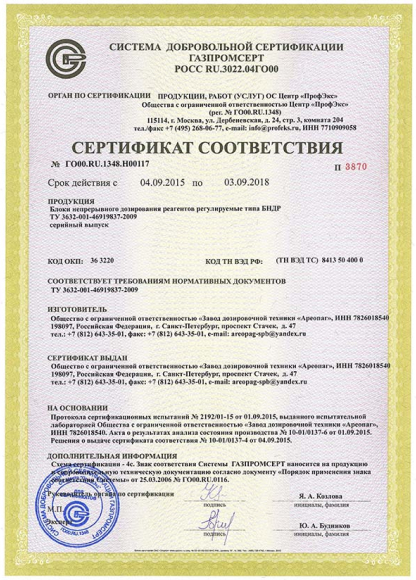 СИСТЕМА ДОБРОВОЛЬНОЙ СЕРТИФИКАЦИИ
ГАЗПРОМСЕРТ
РОСС RU.3022.04ГО00
ОРГАН ПО СЕРТИФИКАЦИИ ПРОДУКЦИИ, РАБОТ (УСЛУГ) ОС Центр «ПрофЭкс»
Общества с ограниченной ответственностью Центр «ПрофЭкс»
(рег. № ГО00.RU.1348)
115114, г. Москва, ул. Дербеневская, д. 24, стр. 3, комната 204
тел./факс +7 (495) 268-06-77, e-mail: info@profeks.ru, ИНН 7710909058
СЕРТИФИКАТ СООТВЕТСТВИЯ
№ ГО00.RU.1348.Н00117
П 3870
Срок действия с 04.09.2015 по 03.09.2018
ПРОДУКЦИЯ
Блоки непрерывного дозирования реагентов регулируемые типа БНДР
ТУ 3632-001-46919837-2009
серийный выпуск
КОД ОКП: 36 3220 КОД ТН ВЭД РФ: (ТН ВЭД ТС) 8413 50 400 0
СООТВЕТСТВУЕТ ТРЕБОВАНИЯМ НОРМАТИВНЫХ ДОКУМЕНТОВ
ТУ 3632-001-46919837-2009
ИЗГОТОВИТЕЛЬ
Общество с ограниченной ответственностью «Завод дозировочной техники «Ареопаг», ИНН 7826018540
198097, Российская Федерация, г. Санкт-Петербург, проспект Стачек, д. 47
тел.: +7 (812) 643-35-01, факс: +7 (812) 643-35-01, e-mail: areopag-spb@yandex.ru
СЕРТИФИКАТ ВЫДАН
Общество с ограниченной ответственностью «Завод дозировочной техники «Ареопаг», ИНН 7826018540
198097, Российская Федерация, г. Санкт-Петербург, проспект Стачек, д. 47
тел.: +7 (812) 643-35-01, факс: +7 (812) 643-35-01, e-mail: areopag-spb@yandex.ru
НА ОСНОВАНИИ
Протокола сертификационных испытаний № 2192/01-15 от 01.09.2015, выданного испытательной
лабораторией Общества с ограниченной ответственностью «Завод дозировочной техники «Ареопаг»,
ИНН 7826018540. Акта о результатах анализа состояния производства № 10-01/0137-6 от 01.09.2015.
Решения о выдаче сертификата соответствия № 10-01/0137-4 от 04.09.2015.
ДОПОЛНИТЕЛЬНАЯ ИНФОРМАЦИЯ
Схема сертификации - 4с. Знак соответствия Системы ГАЗПРОМСЕРТ наносится на продукцию
и сопроводительную техническую документацию согласно документу «Порядок применения знака
соответствия Системы» от 25.03.2006 № ГО00.RU.0116.
Руководитель органа по сертификации
Я. А. Козлова
подпись
инициалы, фамилия
М.П.
Эксперт
Ю. А. Будников
подпись
инициалы, фамилия